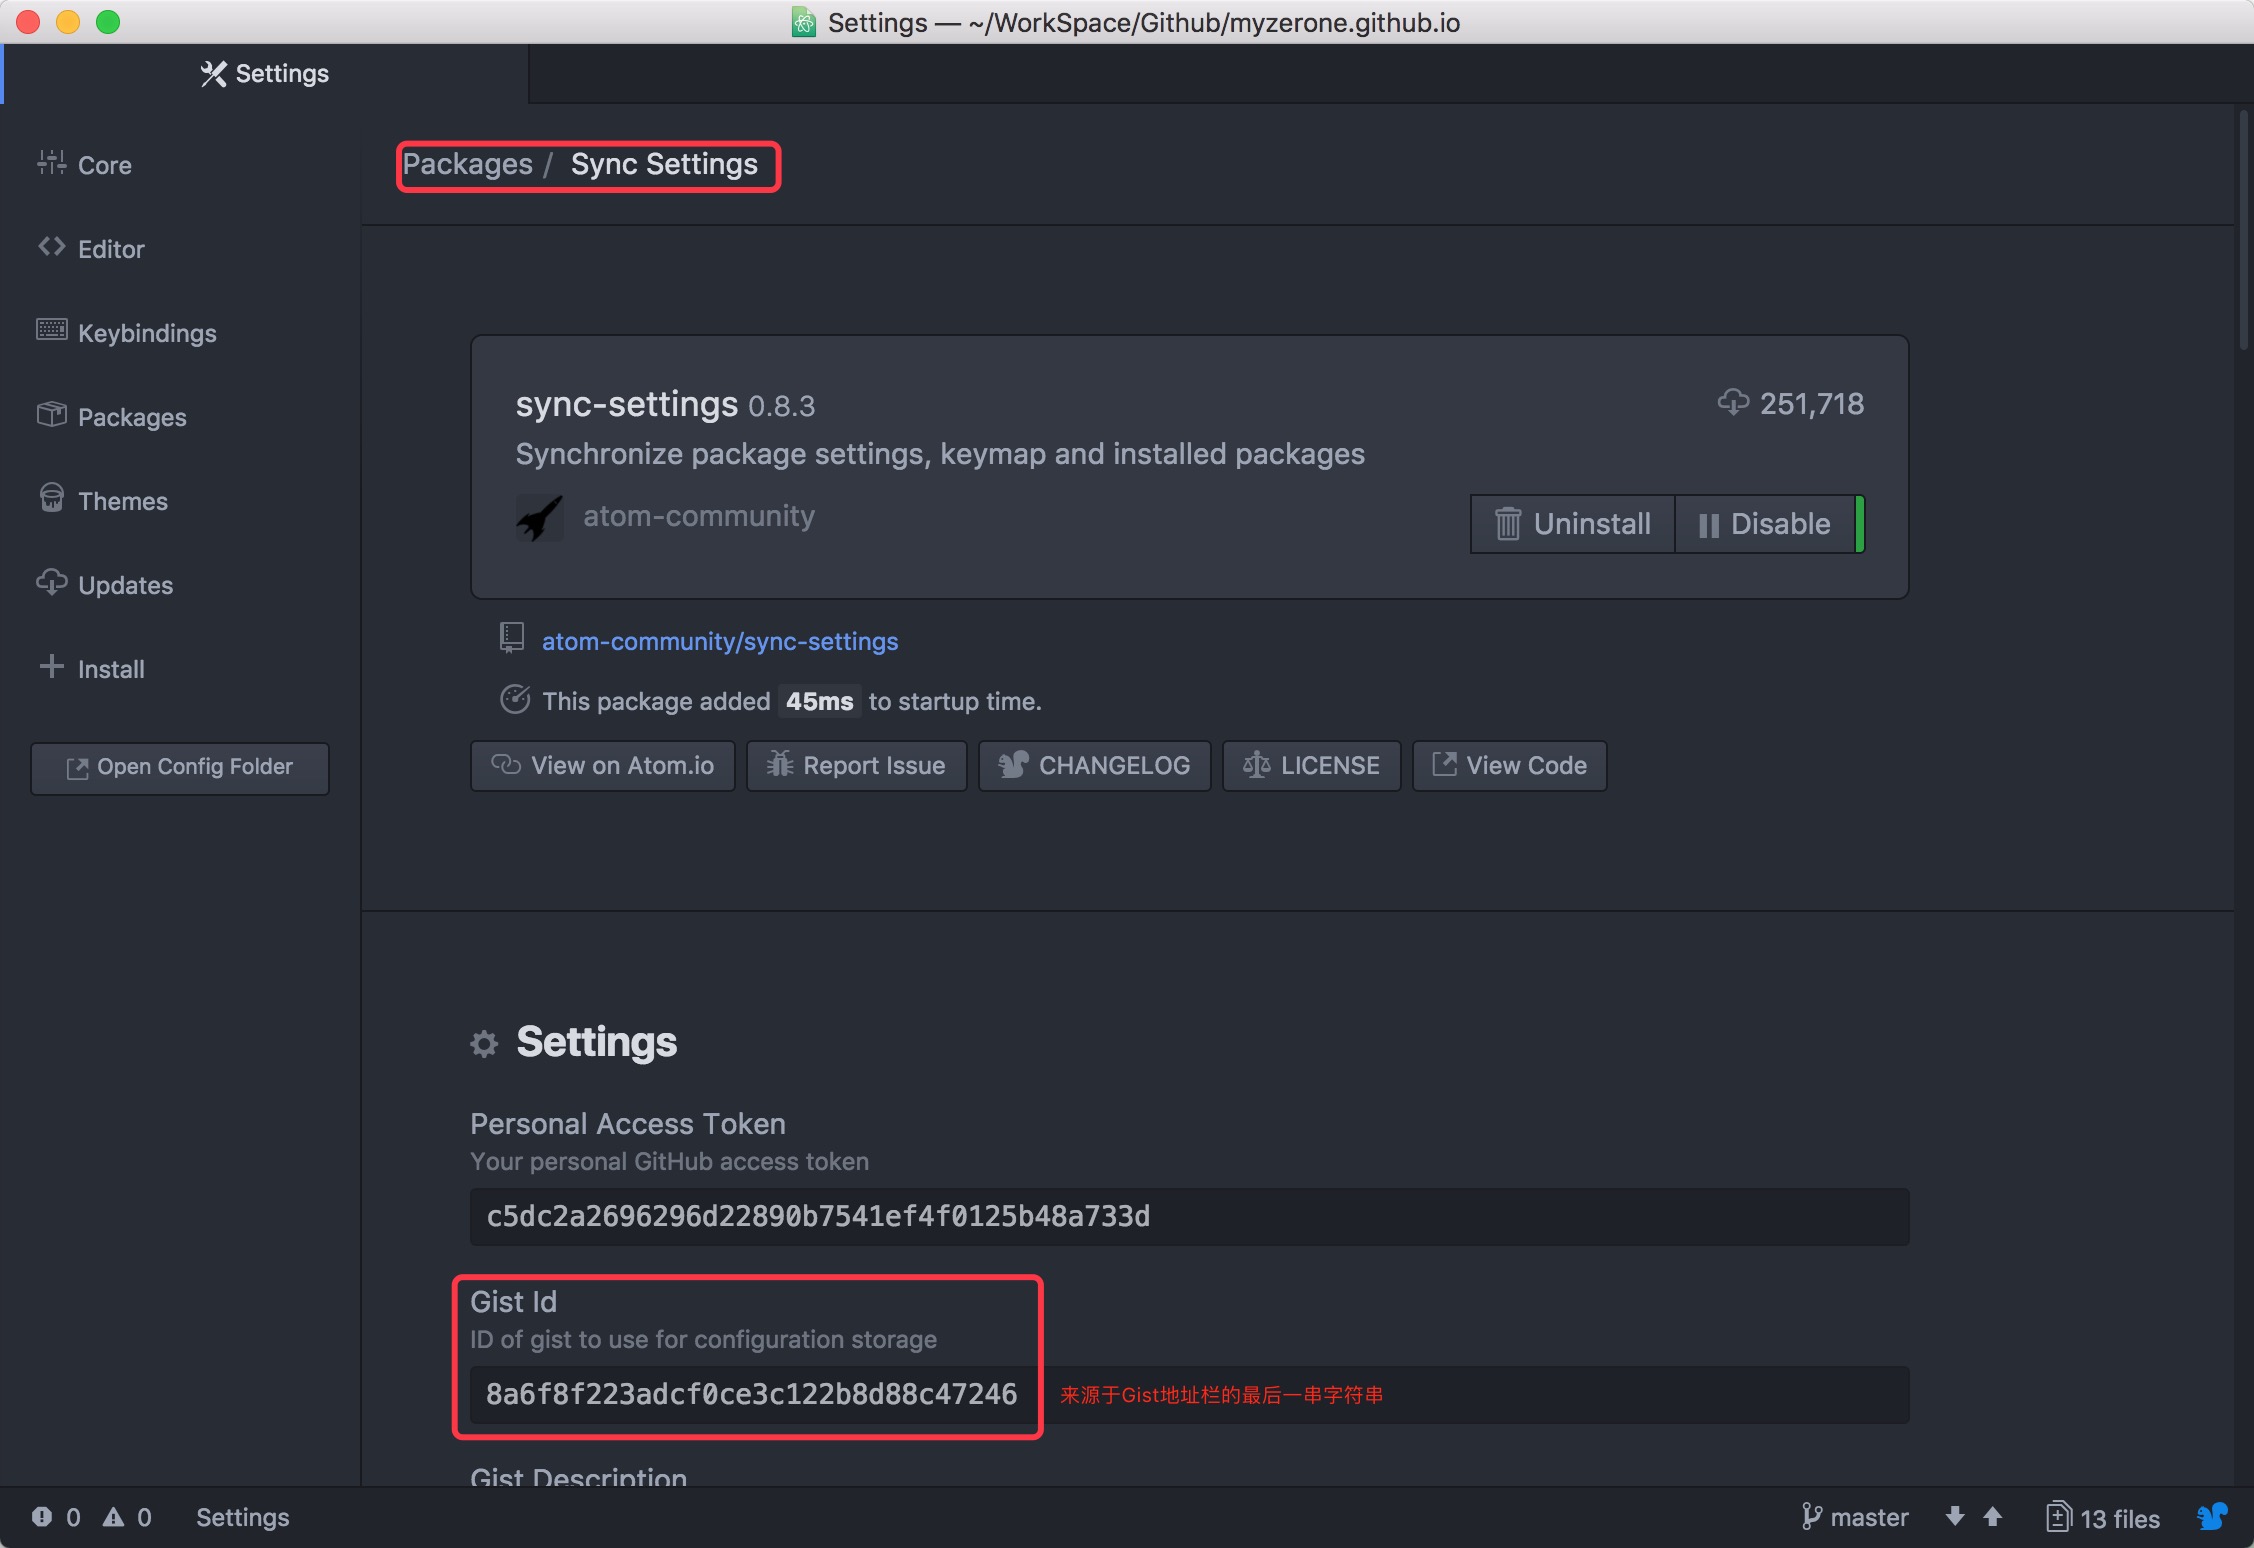 Settings — ~/WorkSpace/Github/myzerone.github.io
Settings
Core
Editor
Keybindings
Packages
Themes
Updates
Install
Open Config Folder
Packages / Sync Settings
sync-settings 0.8.3
251,718
Synchronize package settings, keymap and installed packages
atom-community
Uninstall
Disable
atom-community/sync-settings
This package added 45ms to startup time.
View on Atom.io
Report Issue
CHANGELOG
LICENSE
View Code
Settings
Personal Access Token
Your personal GitHub access token
c5dc2a2696296d22890b7541ef4f0125b48a733d
Gist Id
ID of gist to use for configuration storage
8a6f8f223adcf0ce3c122b8d88c47246
来源于Gist地址栏的最后一串字符串
Gist Description
0 0 Settings
master
13 files